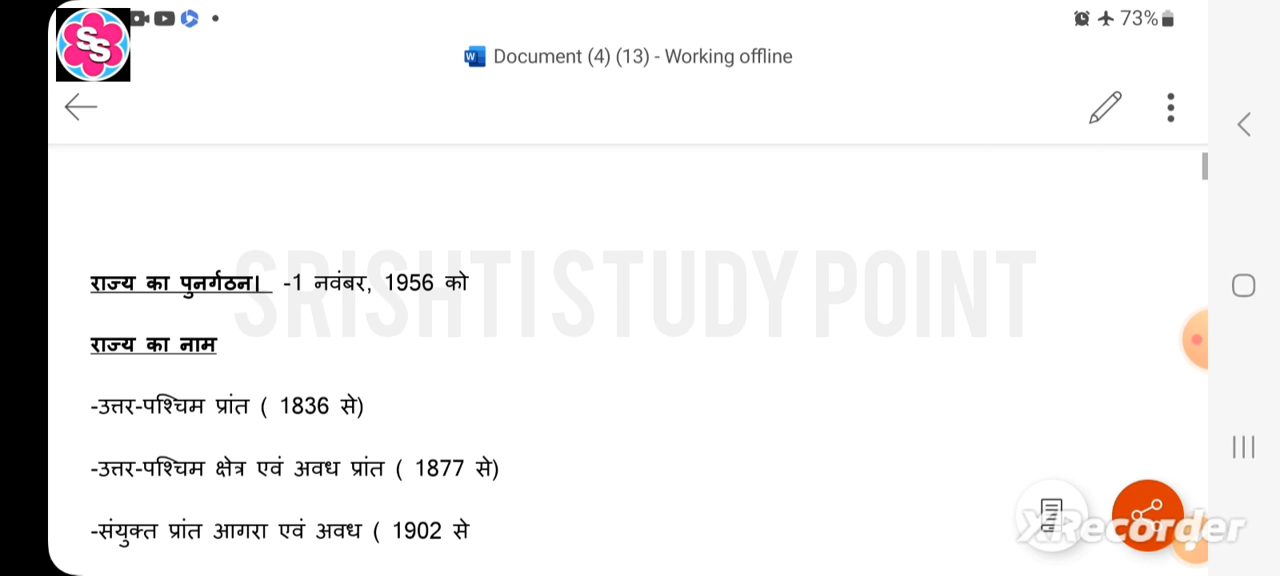 SS
73%
Document (4) (13) - Working offline
SRISHTI STUDY POINT
राज्य का पुनर्गठन। -1 नवंबर, 1956 को
राज्य का नाम
-उत्तर-पश्चिम प्रांत ( 1836 से)
-उत्तर-पश्चिम क्षेत्र एवं अवध प्रांत ( 1877 से)
-संयुक्त प्रांत आगरा एवं अवध ( 1902 से
XRecorder